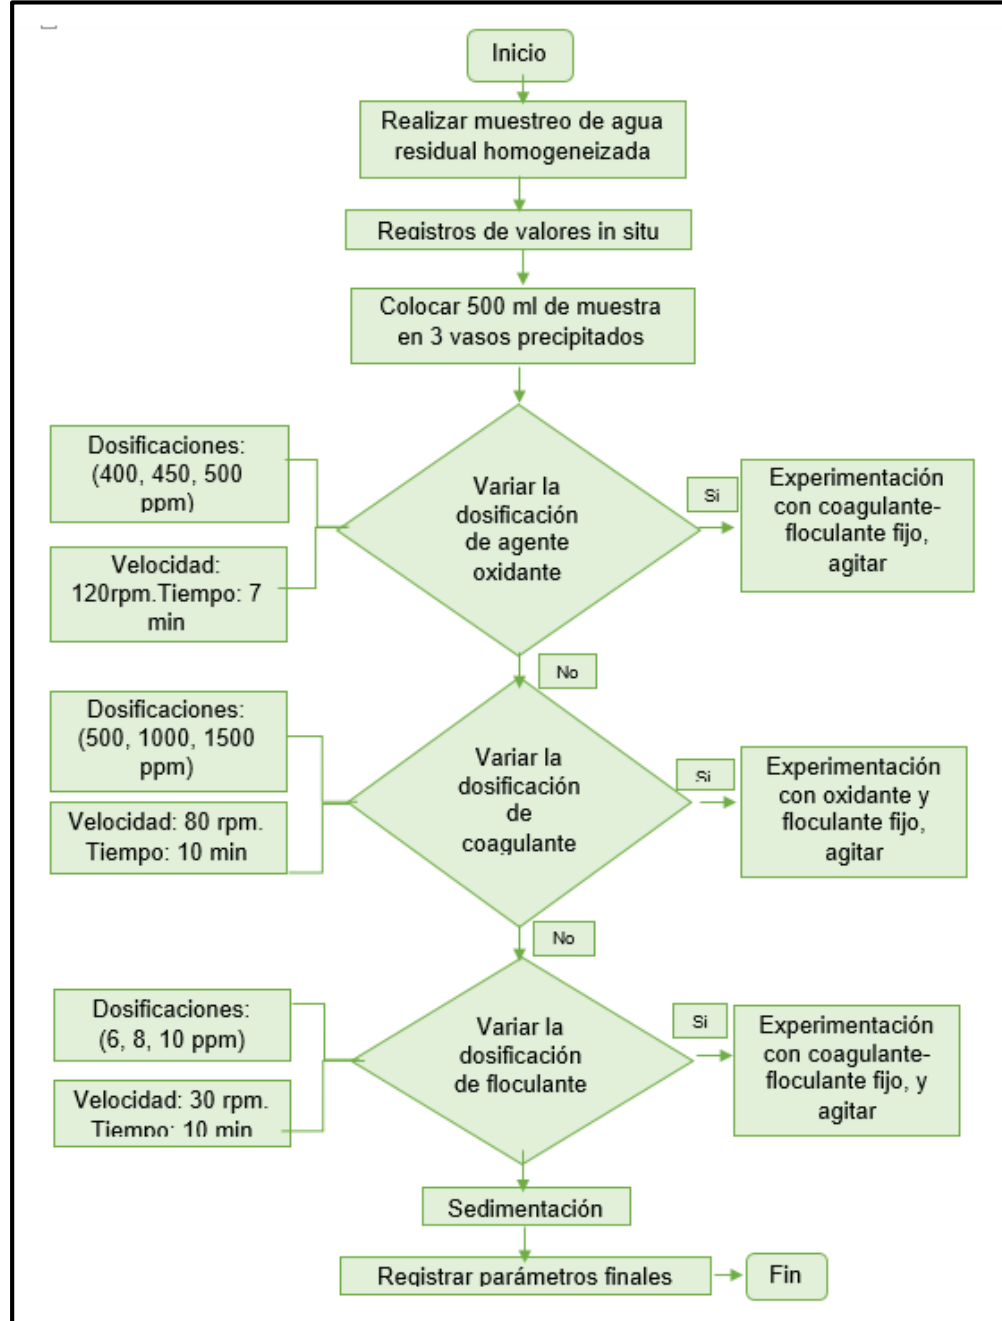 Inicio
Realizar muestreo de agua
residual homogeneizada
Registros de valores in situ
Colocar 500 ml de muestra
en 3 vasos precipitados
Dosificaciones:
(400, 450, 500
ppm)
Velocidad:
120rpm.Tiempo: 7
min
Variar la
dosificación
de agente
oxidante
Si
Experimentación
con coagulante-
floculante fijo,
agitar
No
Dosificaciones:
(500, 1000, 1500
ppm)
Velocidad: 80 rpm.
Tiempo: 10 min
Variar la
dosificación
de
coagulante
Si
Experimentación
con oxidante y
floculante fijo,
agitar
No
Dosificaciones:
(6, 8, 10 ppm)
Velocidad: 30 rpm.
Tiempo: 10 min
Variar la
dosificación
de floculante
Si
Experimentación
con coagulante-
floculante fijo, y
agitar
Sedimentación
Registrar parámetros finales
Fin